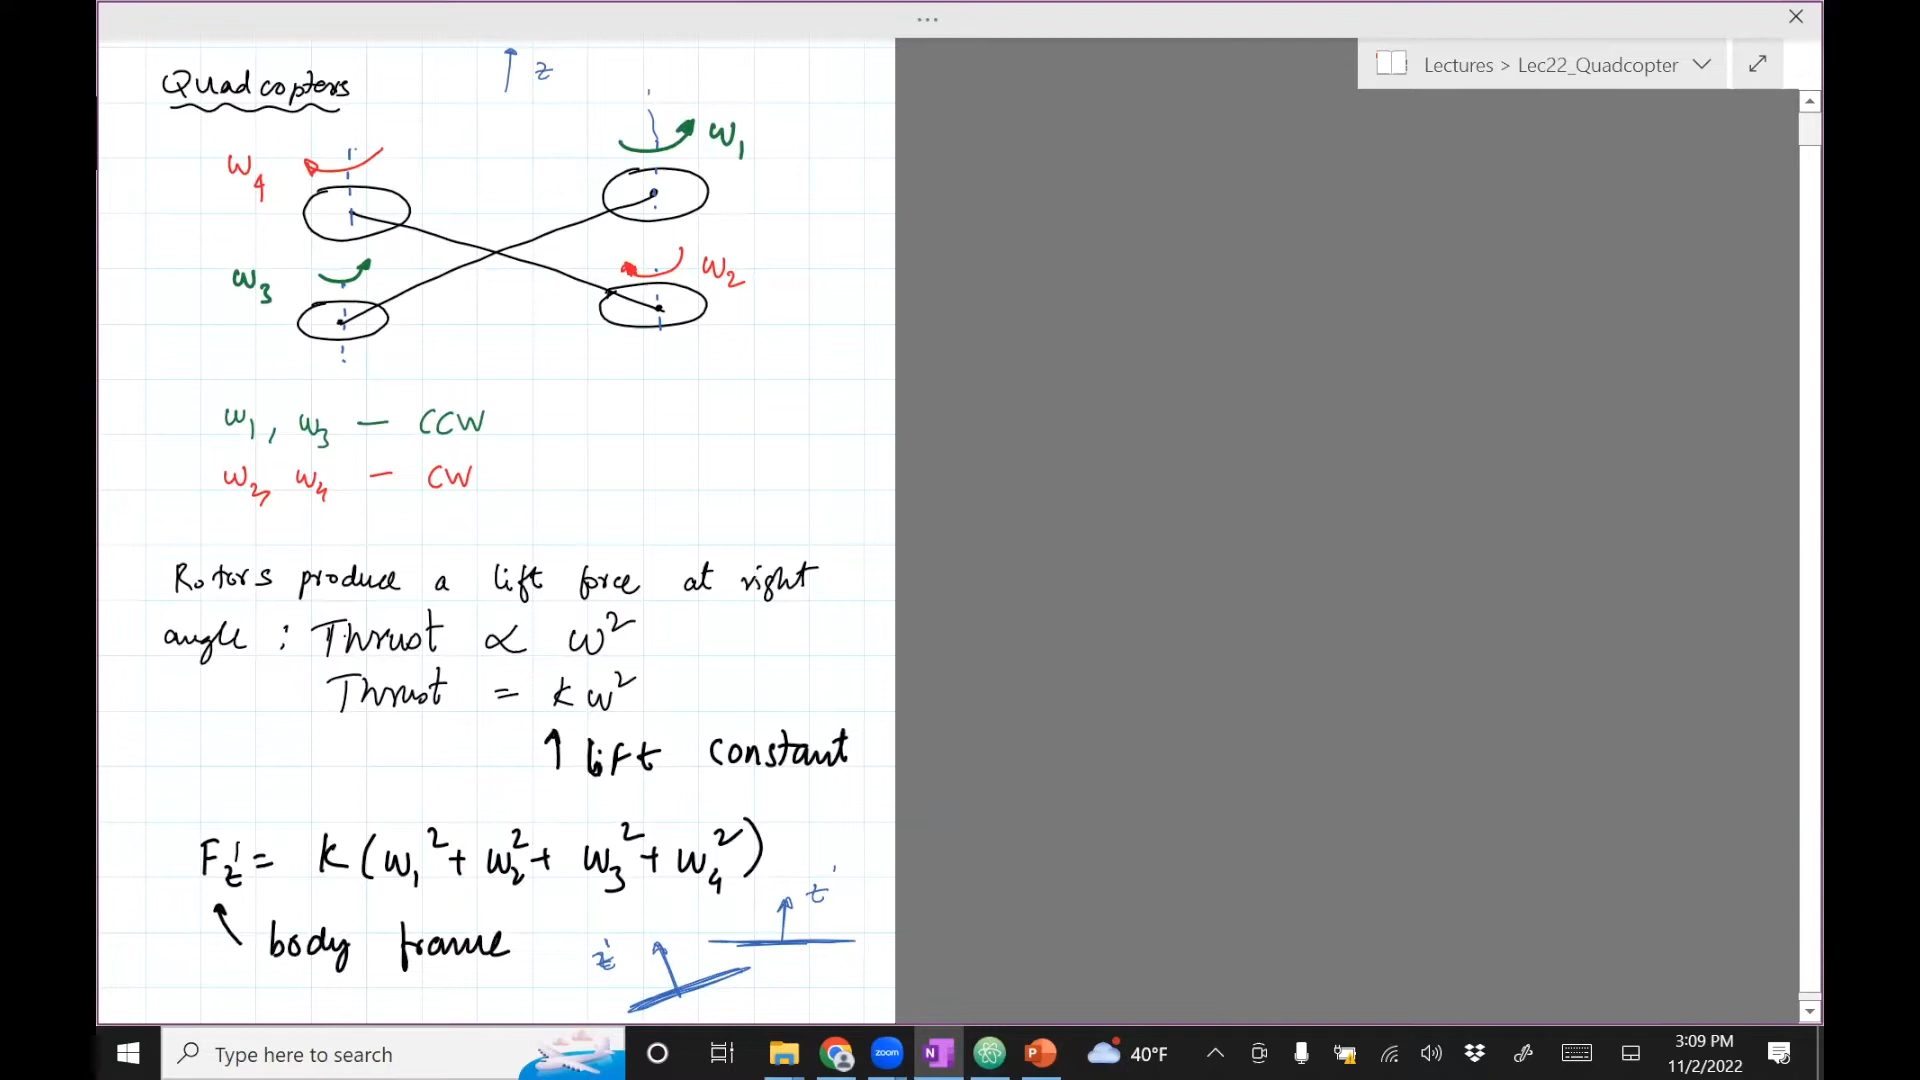 ...
Lectures > Lec22_Quadcopter
Quadcopters
z
ω4
ω1
ω3
ω2
ω1, ω3 — CCW
ω2, ω4 — CW
Rotors produce a lift force at right
angle : Thrust ∝ ω²
Thrust = k ω²
↑ lift constant
Fz' = k(ω1² + ω2² + ω3² + ω4²)
body frame
z'
z'
Type here to search
zoom
N
P
40°F
3:09 PM
11/2/2022